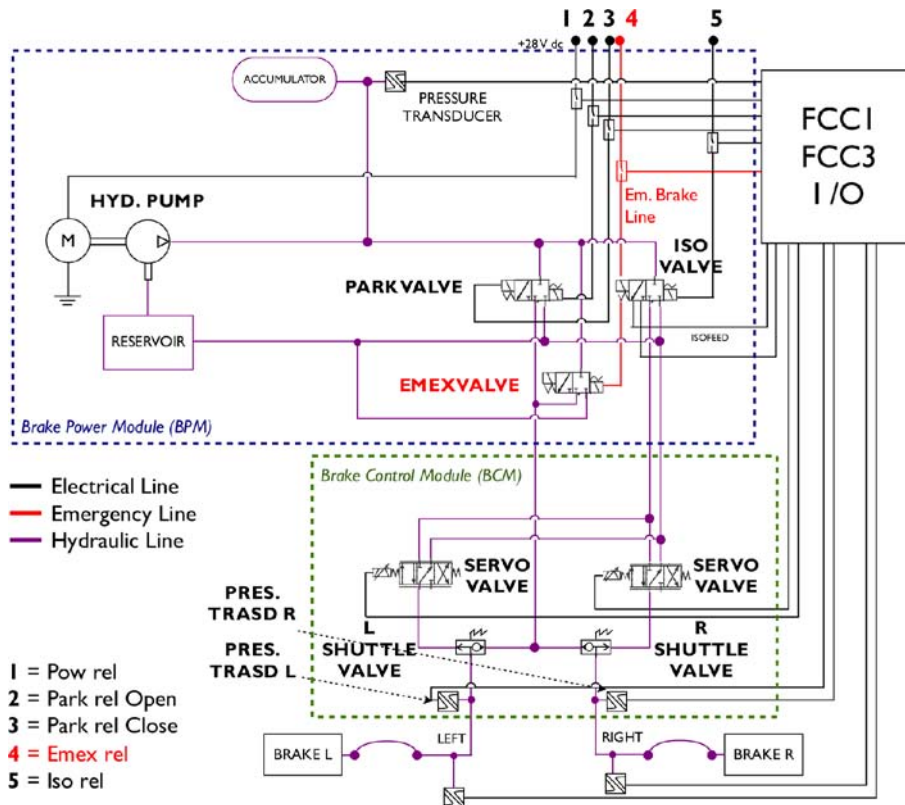 1 2 3 4 5
+28V dc
ACCUMULATOR
PRESSURE
TRANSDUCER
FCC1
FCC3
I/O
HYD. PUMP
M
Em. Brake
Line
ISO
VALVE
PARK VALVE
RESERVOIR
ISOFEED
EMEX VALVE
Brake Power Module (BPM)
Brake Control Module (BCM)
Electrical Line
Emergency Line
Hydraulic Line
SERVO
VALVE
SERVO
VALVE
PRES.
TRASD R
L
SHUTTLE
VALVE
R
SHUTTLE
VALVE
PRES.
TRASD L
1 = Pow rel
2 = Park rel Open
3 = Park rel Close
4 = Emex rel
5 = Iso rel
LEFT
RIGHT
BRAKE L
BRAKE R